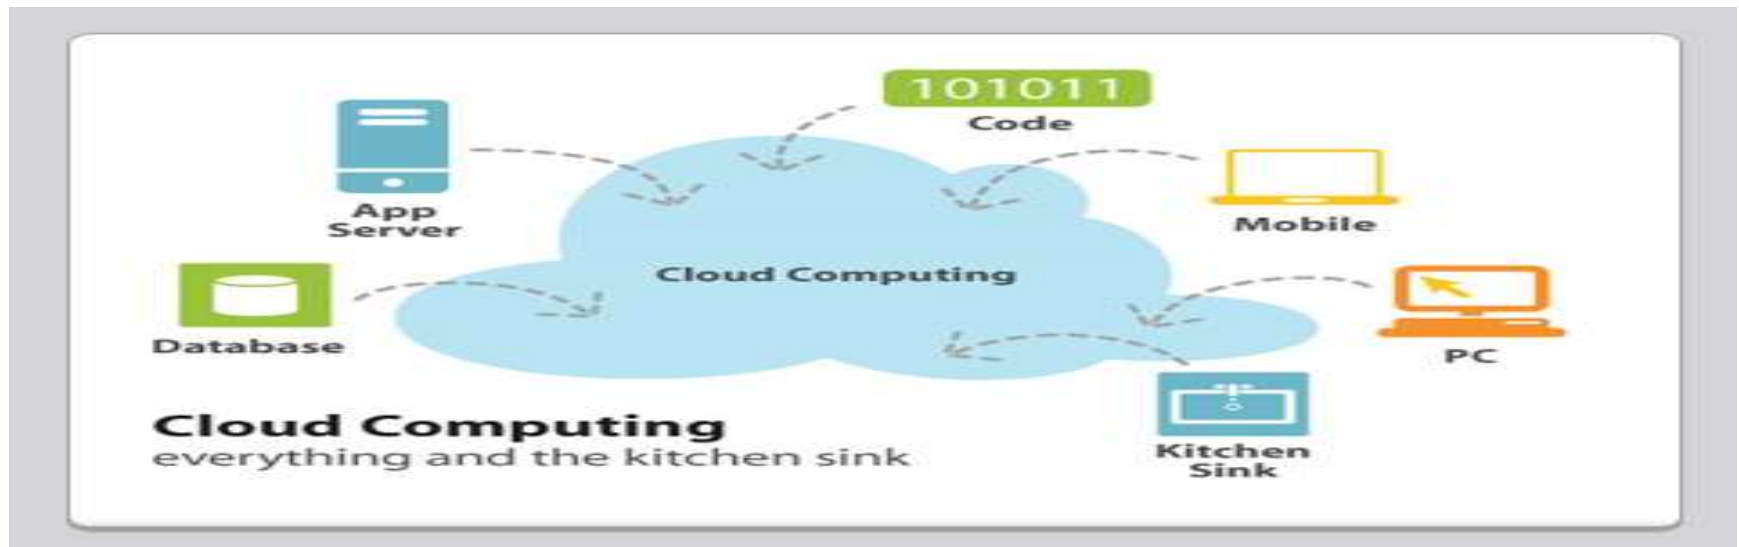 101011
Code
App
Server
Mobile
Cloud Computing
Database
PC
Cloud Computing
everything and the kitchen sink
Kitchen
Sink